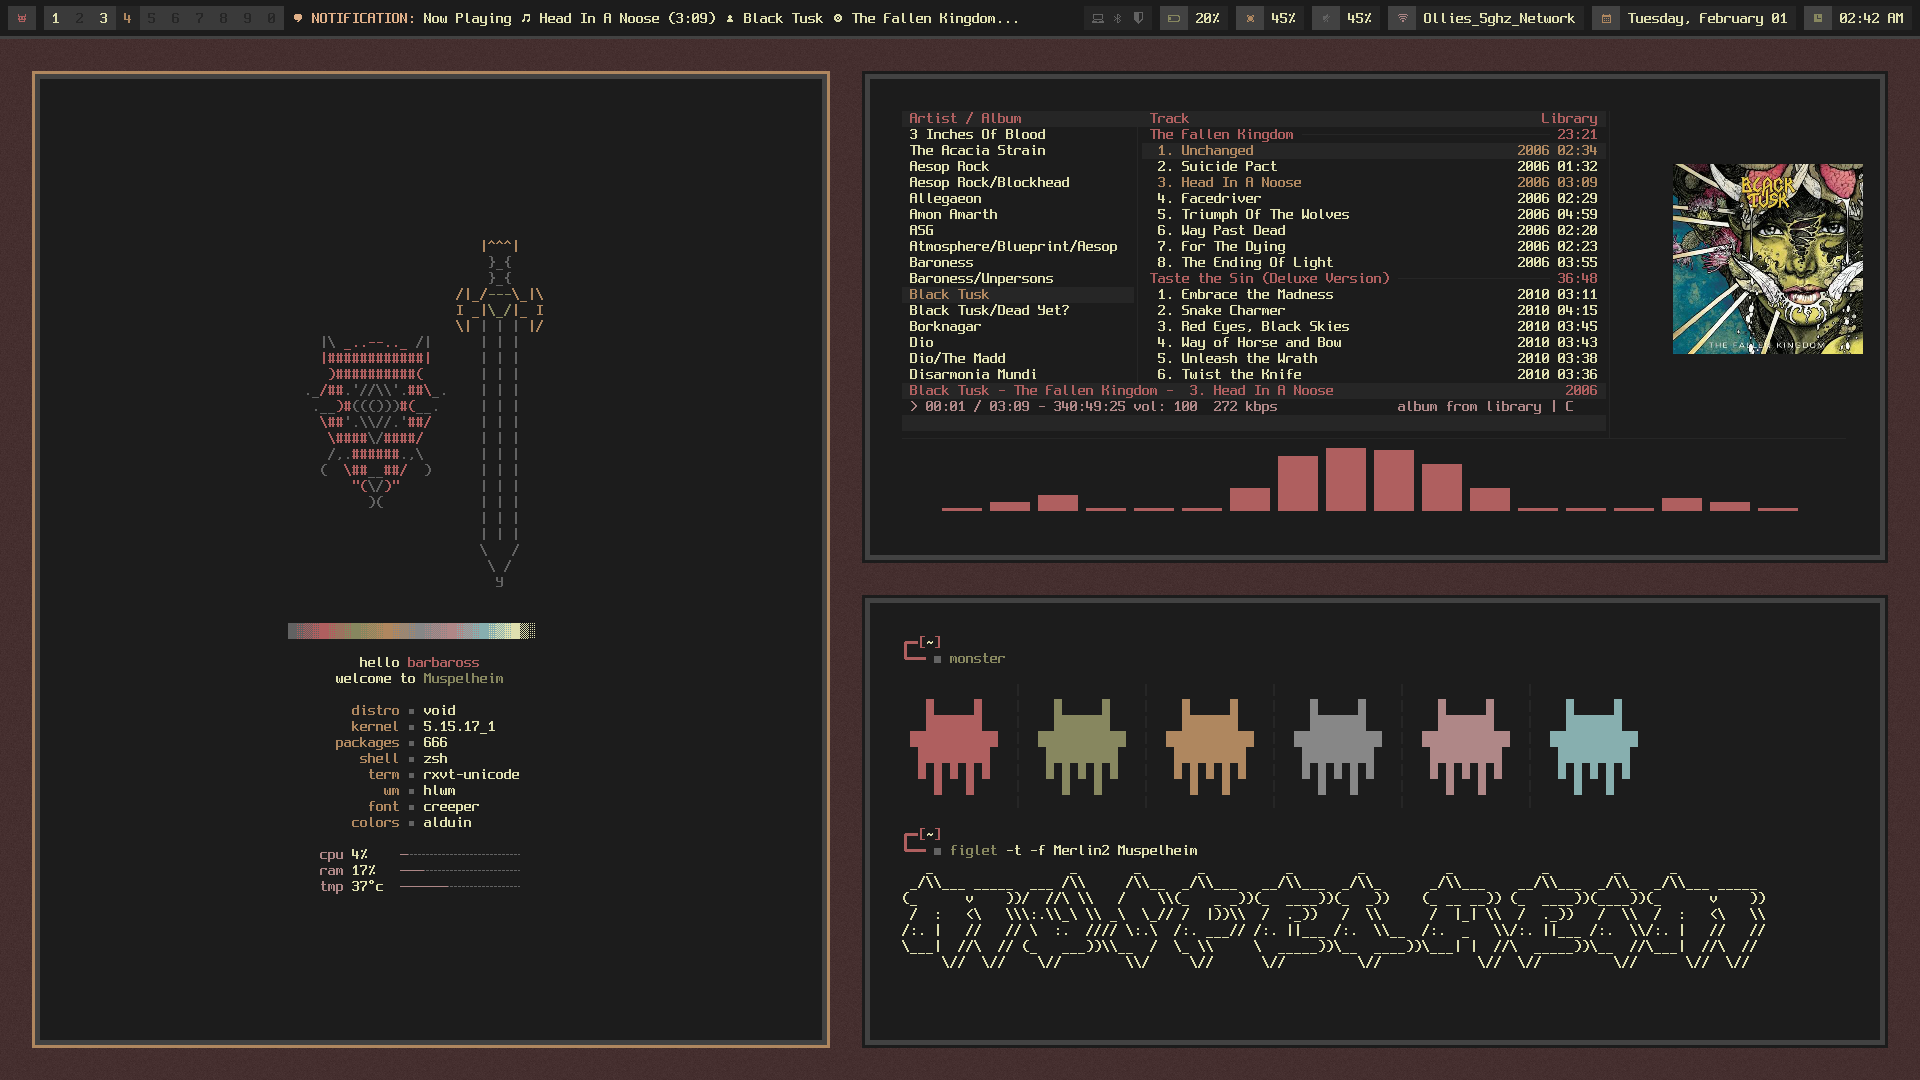 1 2 3 4 5 6 7 8 9 0 NOTIFICATION: Now Playing ♫ Head In A Noose (3:09) Black Tusk The Fallen Kingdom... 20% 45% 45% Ollies_5ghz_Network Tuesday, February 01 02:42 AM
hello barbaross
welcome to Muspelheim
distro ▪ void
kernel ▪ 5.15.17_1
packages ▪ 666
shell ▪ zsh
term ▪ rxvt-unicode
wm ▪ hlwm
font ▪ creeper
colors ▪ alduin
cpu 4%
ram 17%
tmp 37°c
Artist / Album Track Library
3 Inches Of Blood The Fallen Kingdom 23:21
The Acacia Strain 1. Unchanged 2006 02:34
Aesop Rock 2. Suicide Pact 2006 01:32
Aesop Rock/Blockhead 3. Head In A Noose 2006 03:09
Allegaeon 4. Facedriver 2006 02:29
Amon Amarth 5. Triumph Of The Wolves 2006 04:59
ASG 6. Way Past Dead 2006 02:20
Atmosphere/Blueprint/Aesop 7. For The Dying 2006 02:23
Baroness 8. The Ending Of Light 2006 03:55
Baroness/Unpersons Taste the Sin (Deluxe Version) 36:48
Black Tusk 1. Embrace the Madness 2010 03:11
Black Tusk/Dead Yet? 2. Snake Charmer 2010 04:15
Borknagar 3. Red Eyes, Black Skies 2010 03:45
Dio 4. Way of Horse and Bow 2010 03:43
Dio/The Madd 5. Unleash the Wrath 2010 03:38
Disarmonia Mundi 6. Twist the Knife 2010 03:36
Black Tusk - The Fallen Kingdom - 3. Head In A Noose 2006
> 00:01 / 03:09 - 340:49:25 vol: 100 272 kbps album from library | C
BLACK
TUSK
THE FALLEN KINGDOM
[~]
▪ monster
[~]
▪ figlet -t -f Merlin2 Muspelheim
MUSPELHEIM